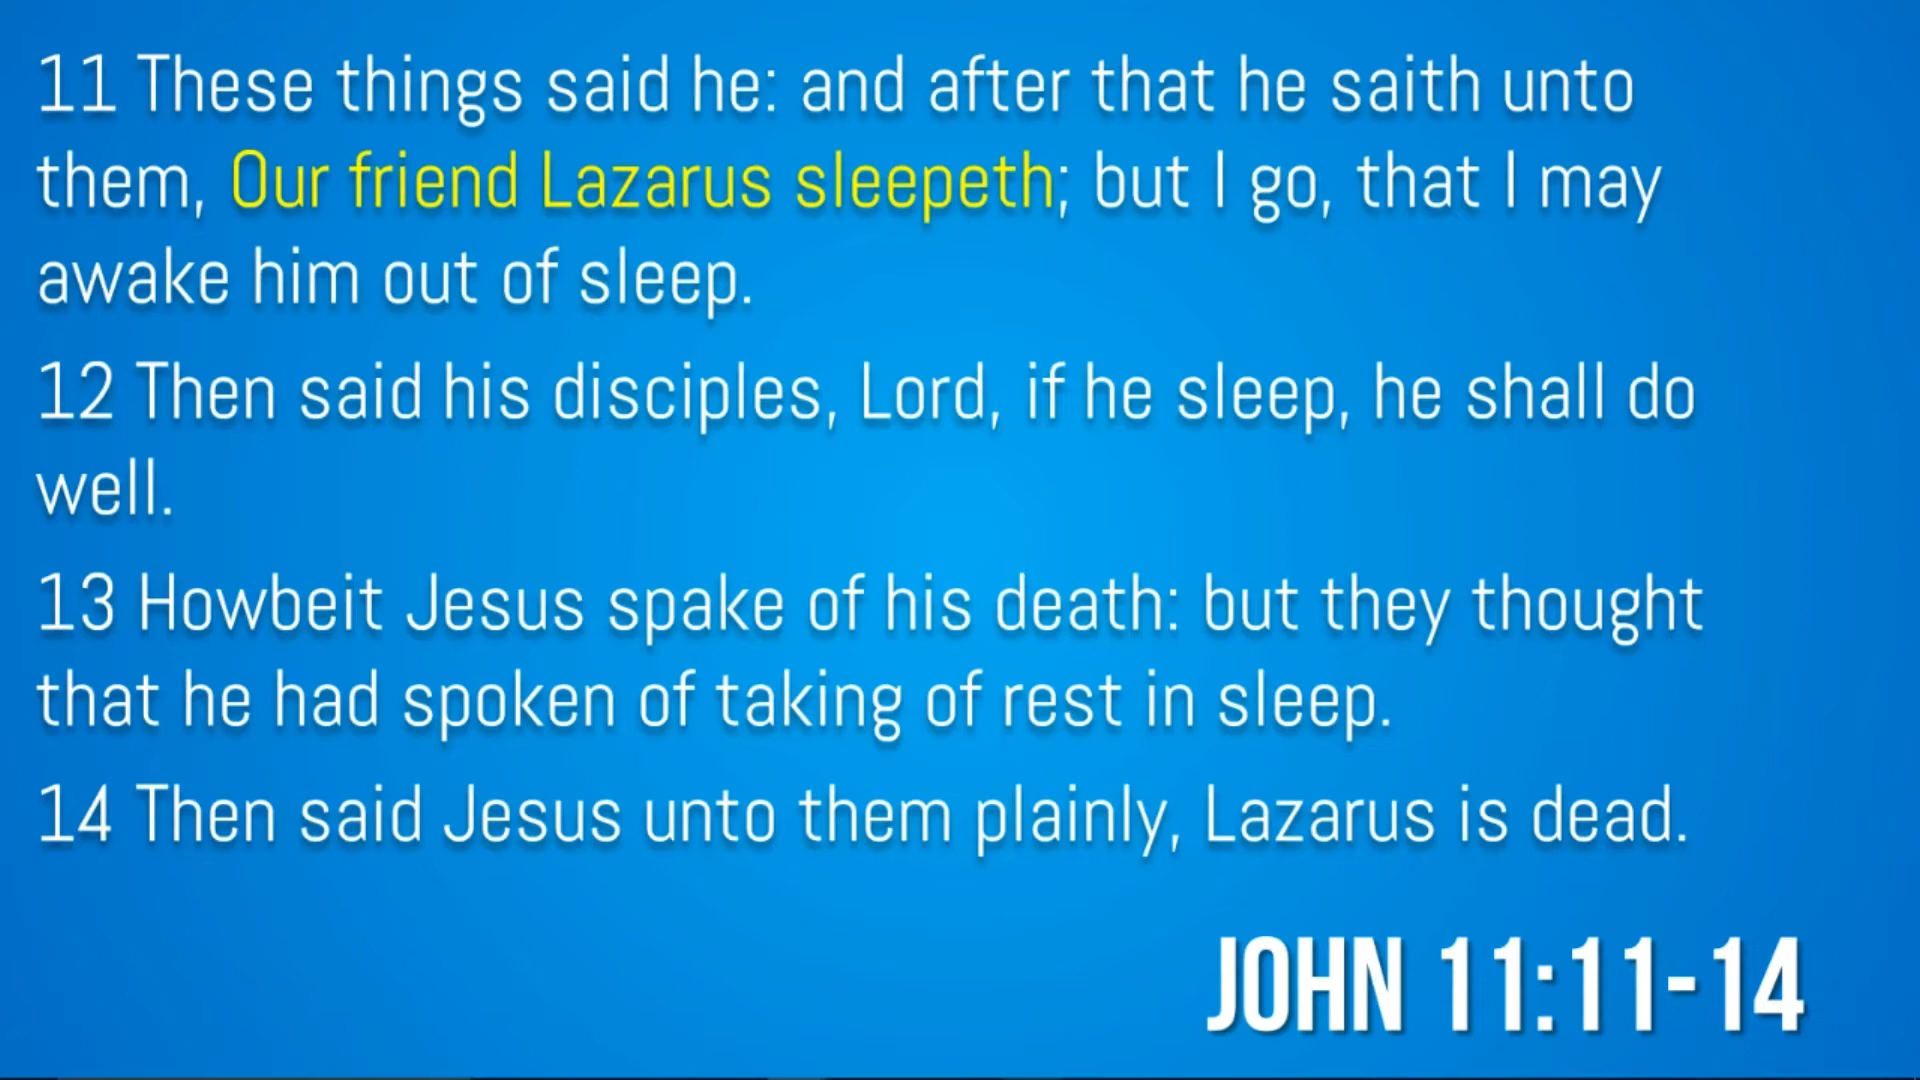 11 These things said he: and after that he saith unto
them, Our friend Lazarus sleepeth; but I go, that I may
awake him out of sleep.
12 Then said his disciples, Lord, if he sleep, he shall do
well.
13 Howbeit Jesus spake of his death: but they thought
that he had spoken of taking of rest in sleep.
14 Then said Jesus unto them plainly, Lazarus is dead.
JOHN 11:11-14